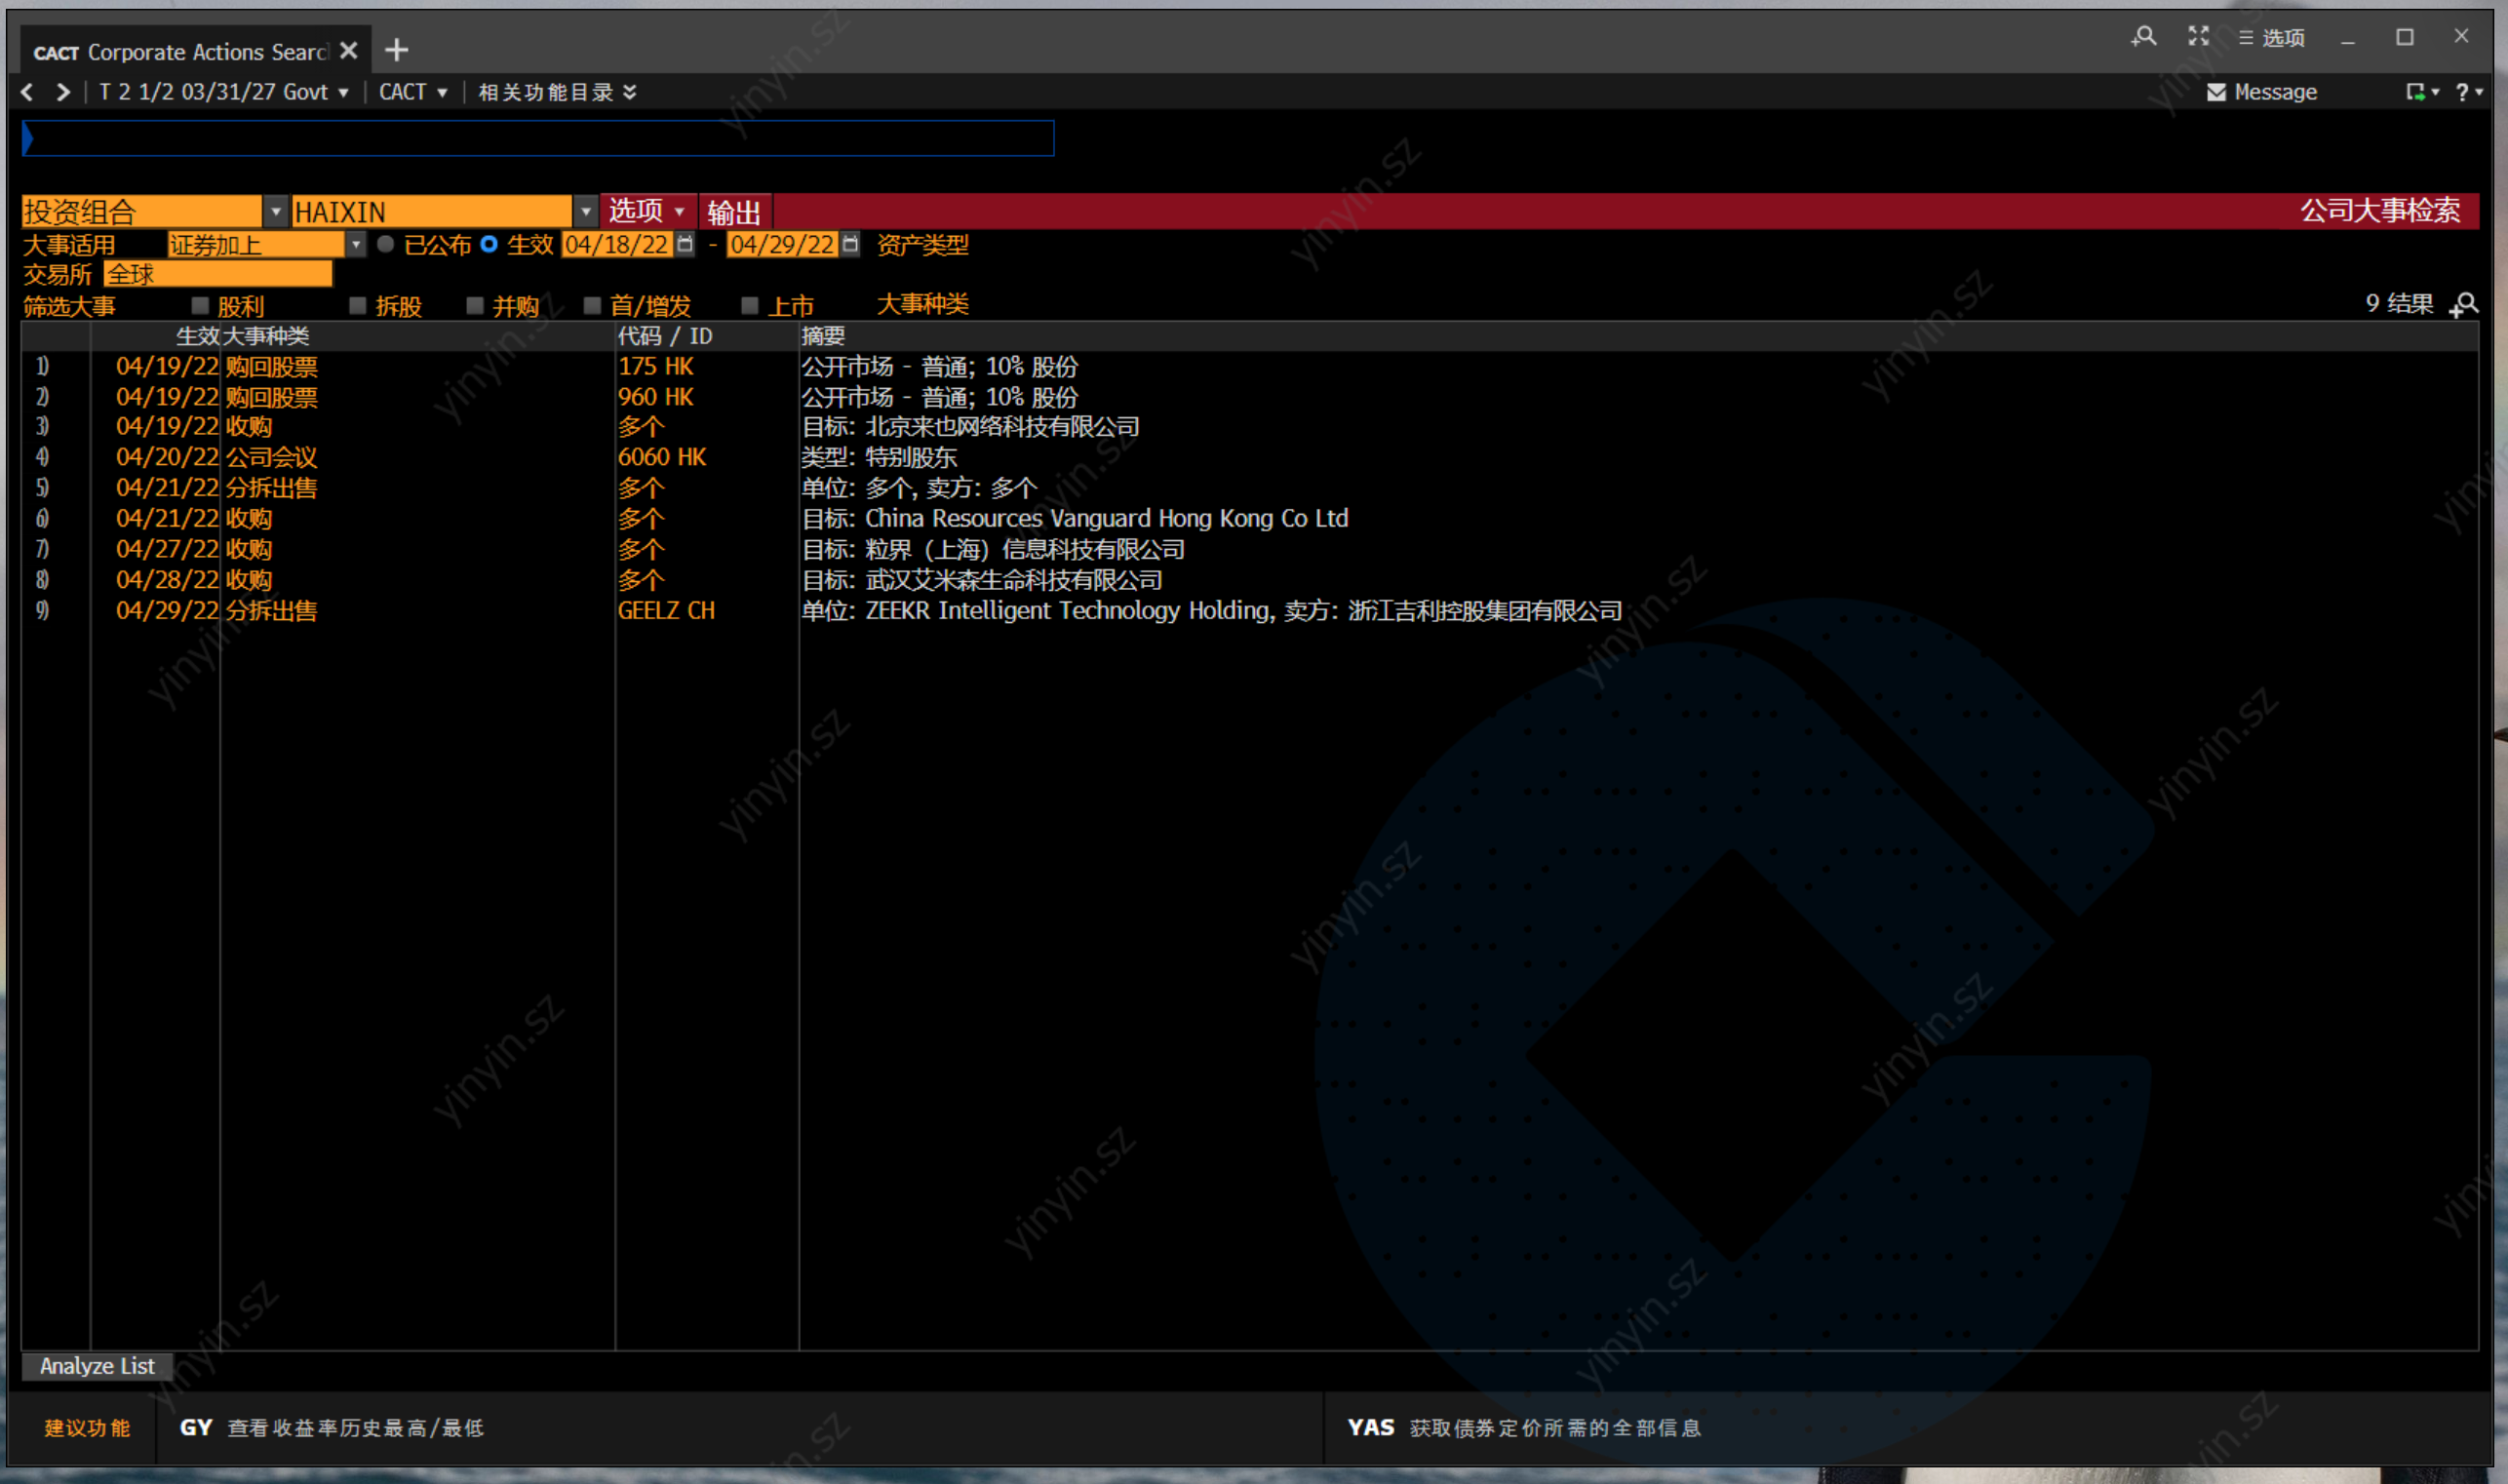 CACT Corporate Actions Searc
选项
T 2 1/2 03/31/27 Govt CACT 相关功能目录 Message ?
投资组合 HAIXIN 选项 输出 公司大事检索
大事适用 证券加上 已公布 生效 04/18/22 - 04/29/22 资产类型
交易所 全球
筛选大事 股利 拆股 并购 首/增发 上市 大事种类 9 结果
生效 大事种类 代码 / ID 摘要
1) 04/19/22 购回股票 175 HK 公开市场 - 普通; 10% 股份
2) 04/19/22 购回股票 960 HK 公开市场 - 普通; 10% 股份
3) 04/19/22 收购 多个 目标: 北京来也网络科技有限公司
4) 04/20/22 公司会议 6060 HK 类型: 特别股东
5) 04/21/22 分拆出售 多个 单位: 多个, 卖方: 多个
6) 04/21/22 收购 多个 目标: China Resources Vanguard Hong Kong Co Ltd
7) 04/27/22 收购 多个 目标: 粒界（上海）信息科技有限公司
8) 04/28/22 收购 多个 目标: 武汉艾米森生命科技有限公司
9) 04/29/22 分拆出售 GEELZ CH 单位: ZEEKR Intelligent Technology Holding, 卖方: 浙江吉利控股集团有限公司
Analyze List
建议功能 GY 查看收益率历史最高/最低 YAS 获取债券定价所需的全部信息
yinyin.sz